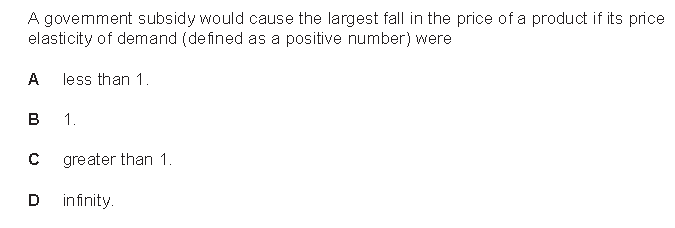 A government subsidy would cause the largest fall in the price of a product if its price
elasticity of demand (defined as a positive number) were
A less than 1.
B 1.
C greater than 1.
D infinity.